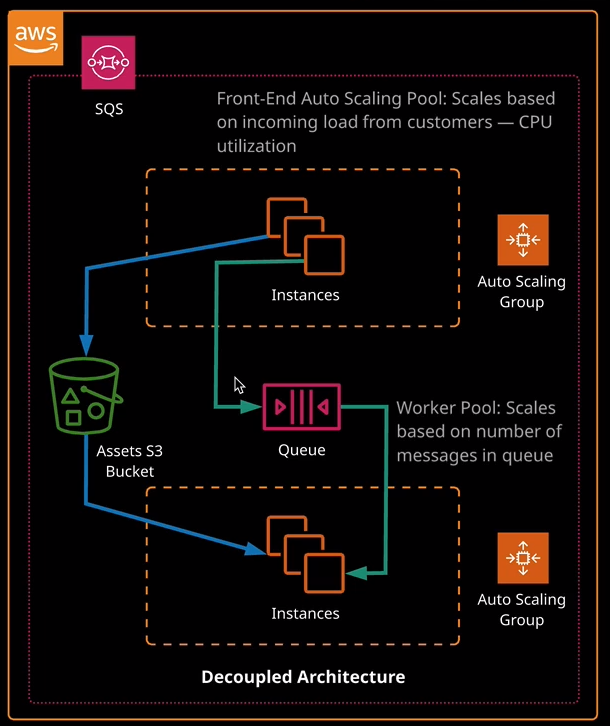 aws
SQS
Front-End Auto Scaling Pool: Scales based
on incoming load from customers — CPU
utilization
Instances
Auto Scaling
Group
Assets S3
Bucket
Queue
Worker Pool: Scales
based on number of
messages in queue
Instances
Auto Scaling
Group
Decoupled Architecture